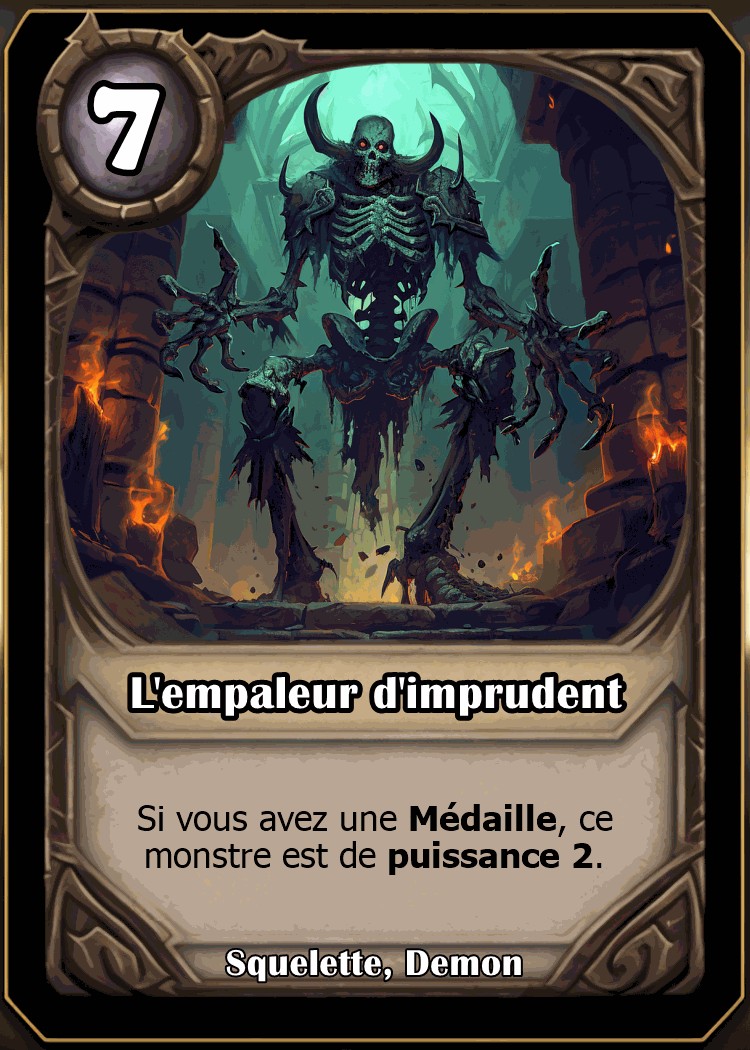 7
L'empaleur d'imprudent
Si vous avez une Médaille, ce
monstre est de puissance 2.
Squelette, Demon